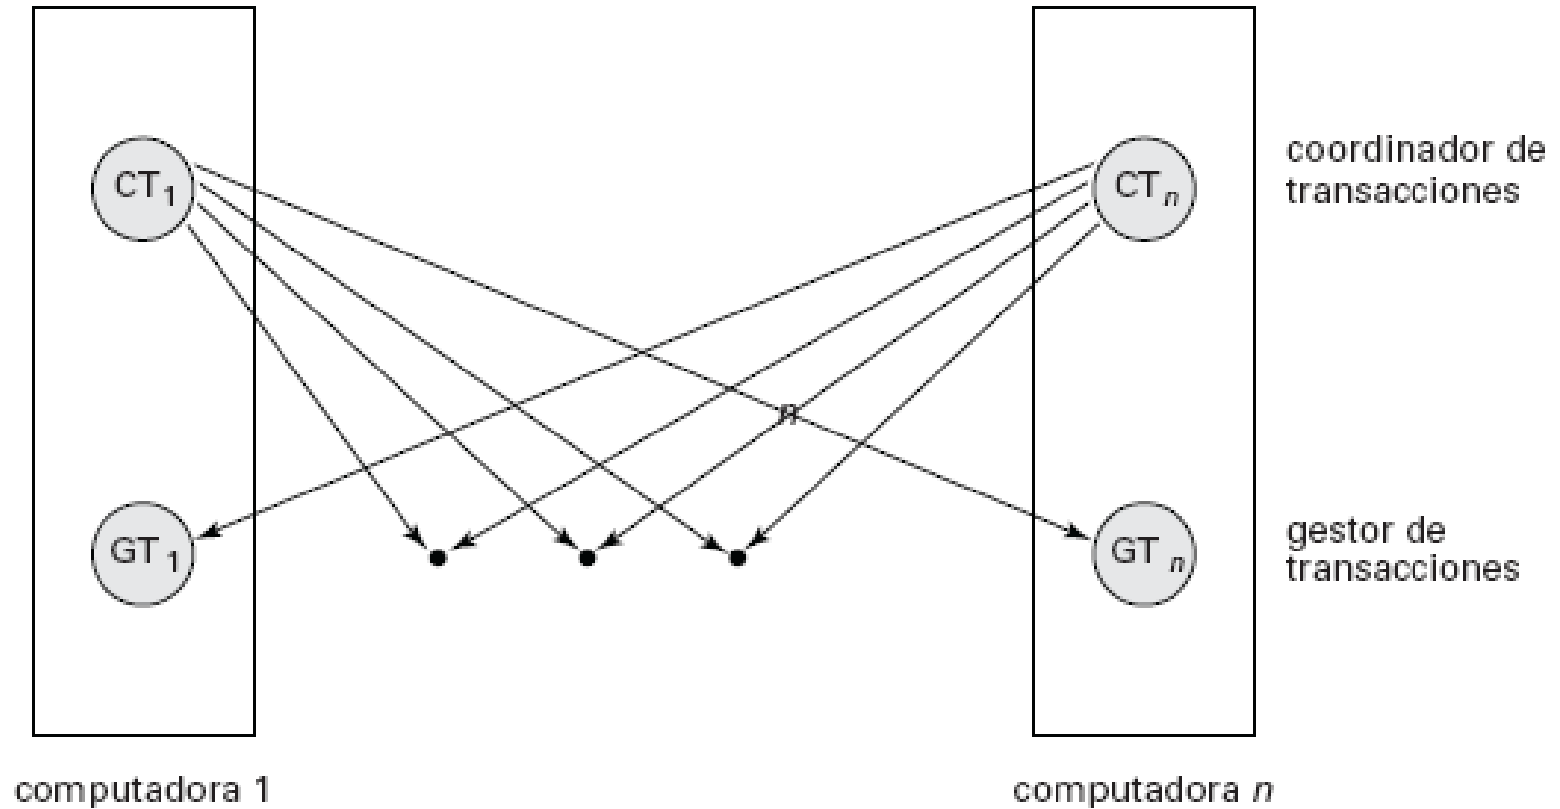 CT1
CTn
coordinador de
transacciones
n
GT1
GTn
gestor de
transacciones
computadora 1
computadora n